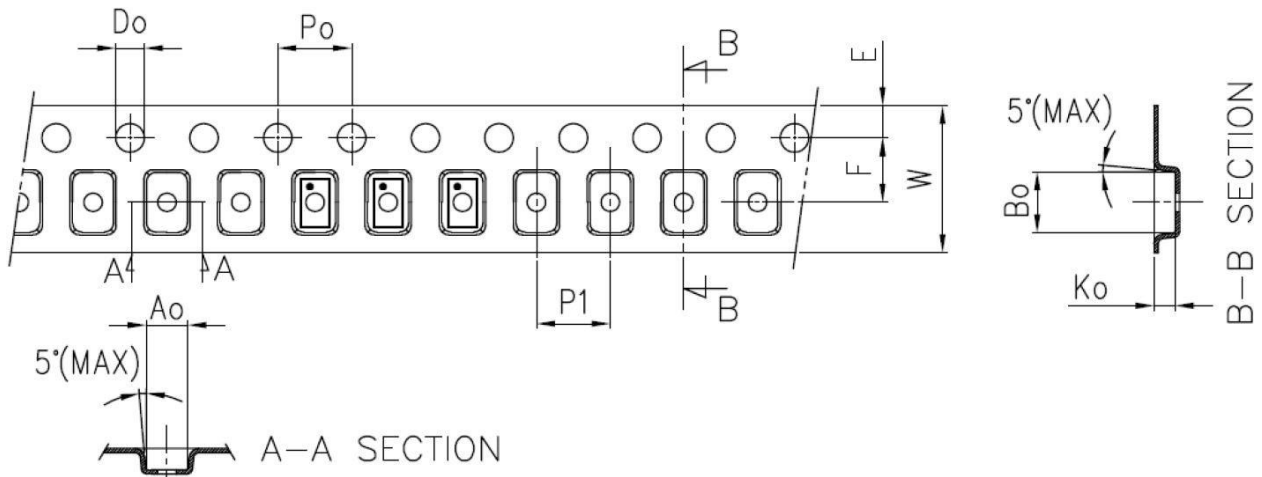 Do
Po
B
E
5°(MAX)
F
W
Bo
B-B SECTION
A
A
P1
B
Ko
Ao
5°(MAX)
A-A SECTION